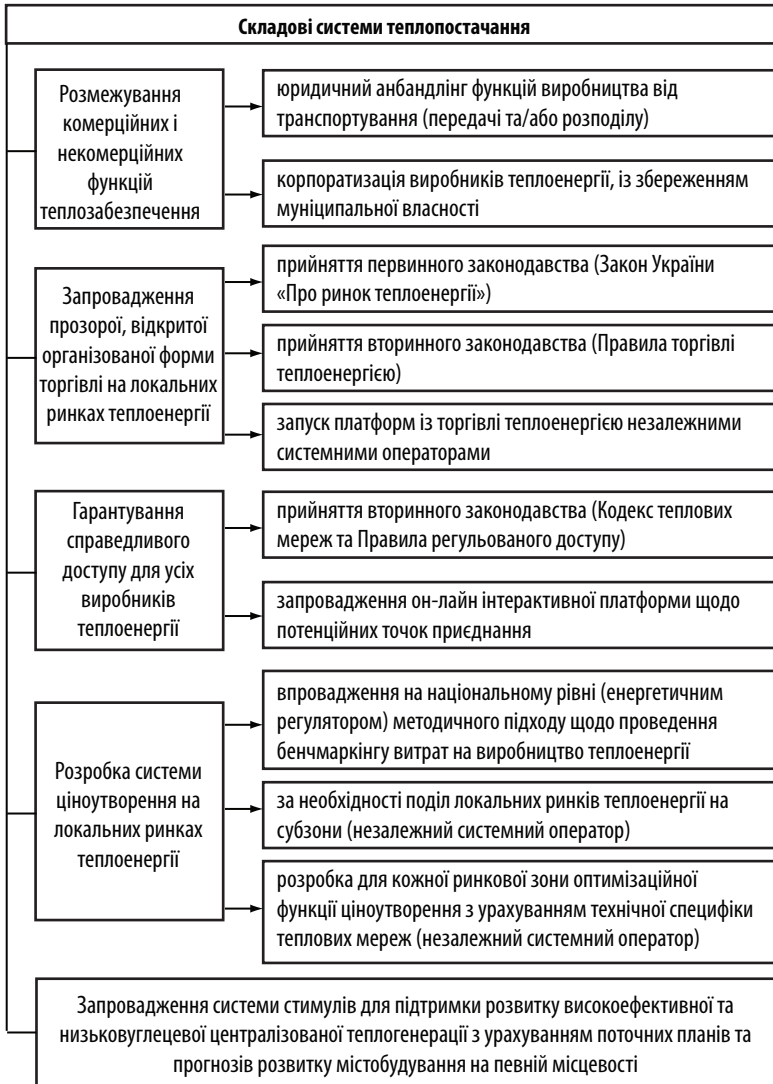 Складові системи теплопостачання
Розмежування
комерційних і
некомерційних
функцій
теплозабезпечення
юридичний анбандлінг функцій виробництва від
транспортування (передачі та/або розподілу)
корпоратизація виробників теплоенергії, із збереженням
муніципальної власності
Запровадження
прозорої, відкритої
організованої форми
торгівлі на локальних
ринках теплоенергії
прийняття первинного законодавства (Закон України
«Про ринок теплоенергії»)
прийняття вторинного законодавства (Правила торгівлі
теплоенергією)
запуск платформ із торгівлі теплоенергією незалежними
системними операторами
Гарантування
справедливого
доступу для усіх
виробників
теплоенергії
прийняття вторинного законодавства (Кодекс теплових
мереж та Правила регульованого доступу)
запровадження он-лайн інтерактивної платформи щодо
потенційних точок приєднання
Розробка системи
ціноутворення на
локальних ринках
теплоенергії
впровадження на національному рівні (енергетичним
регулятором) методичного підходу щодо проведення
бенчмаркінгу витрат на виробництво теплоенергії
за необхідності поділ локальних ринків теплоенергії на
субзони (незалежний системний оператор)
розробка для кожної ринкової зони оптимізаційної
функції ціноутворення з урахуванням технічної специфіки
теплових мереж (незалежний системний оператор)
Запровадження системи стимулів для підтримки розвитку високоефективної та
низьковуглецевої централізованої теплогенерації з урахуванням поточних планів та
прогнозів розвитку містобудування на певній місцевості